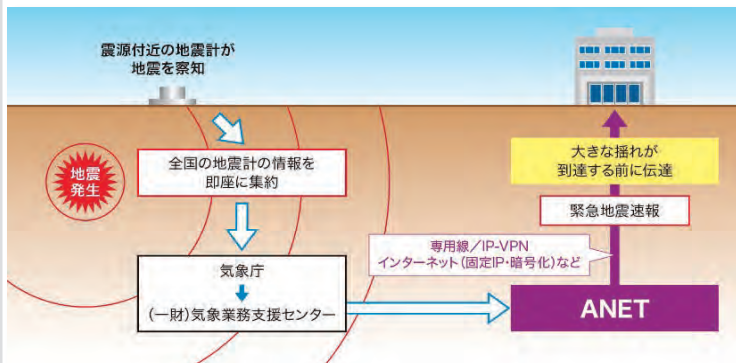 震源付近の地震計が
地震を察知
地震
発生
全国の地震計の情報を
即座に集約
気象庁
(一財)気象業務支援センター
大きな揺れが
到達する前に伝達
緊急地震速報
専用線/IP-VPN
インターネット(固定IP・暗号化)など
ANET